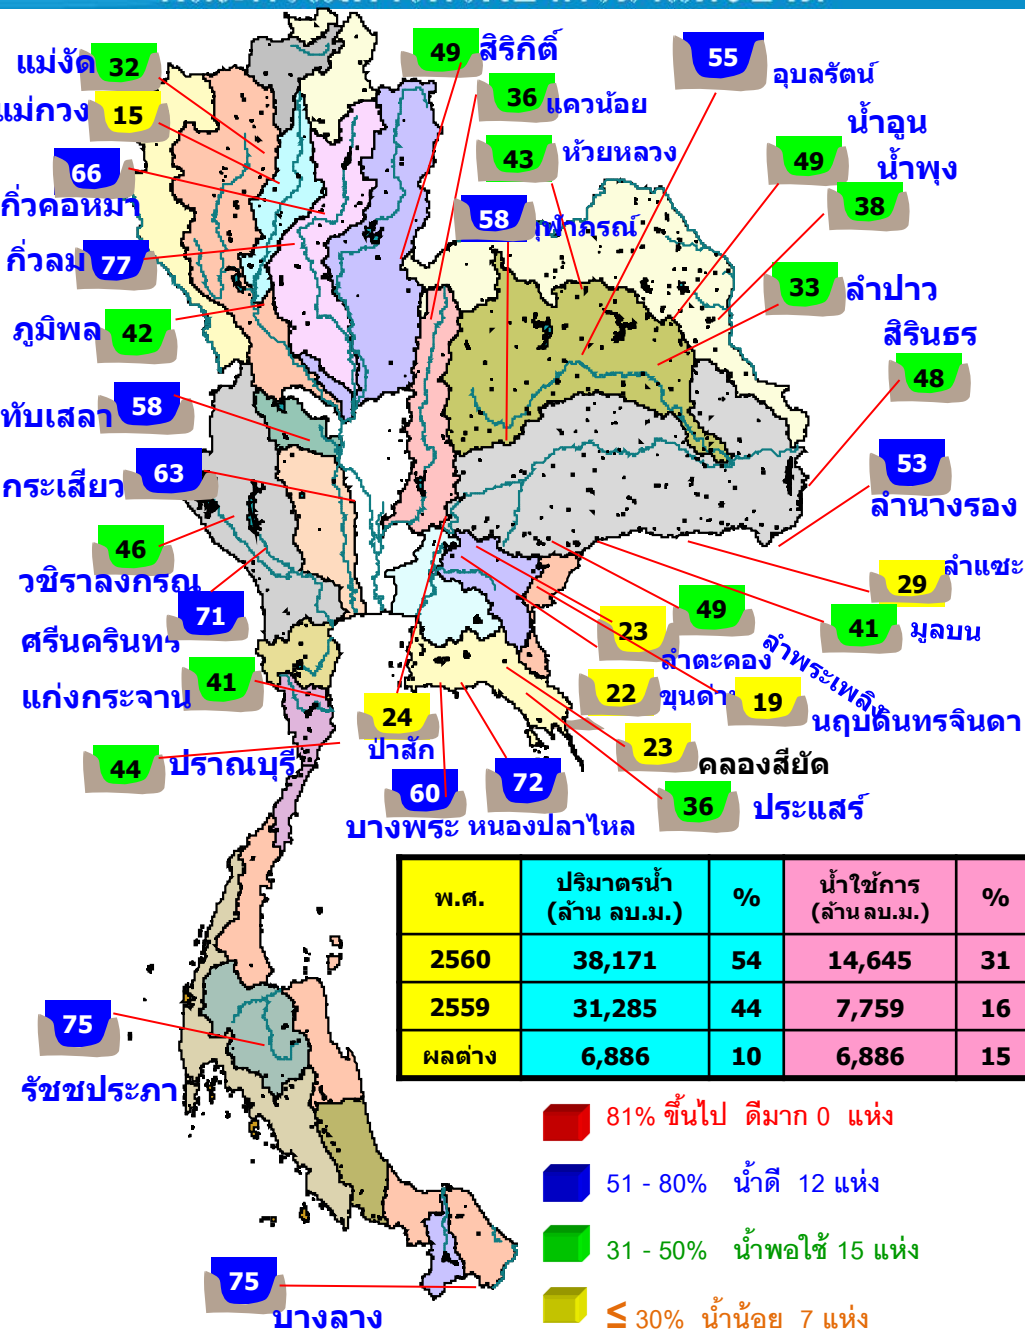 แม่งัด 32
แม่กวง 15
66
กิ่วคอหมา
กิ่วลม 77
ภูมิพล 42
ทับเสลา 58
กระเสียว 63
46
วชิราลงกรณ
71
ศรีนครินทร
แก่งกระจาน 41
44 ปราณบุรี
49 สิริกิติ์
36 แควน้อย
43 ห้วยหลวง
58 จุฬาภรณ์
55 อุบลรัตน์
น้ำอูน
49 น้ำพุง
38
33 ลำปาว
สิรินธร
48
53
ลำนางรอง
ลำแซะ
29
41 มูลบน
49
ลำพระเพลิง
23
ลำตะคอง
22 ขุนด่าน
19
นฤบดินทรจินดา
24
ป่าสัก
23
คลองสียัด
36 ประแสร์
60
บางพระ
72
หนองปลาไหล
พ.ศ. ปริมาตรน้ำ (ล้าน ลบ.ม.) % น้ำใช้การ (ล้าน ลบ.ม.) %
2560 38,171 54 14,645 31
2559 31,285 44 7,759 16
ผลต่าง 6,886 10 6,886 15
75
รัชชประภา
81% ขึ้นไป ดีมาก 0 แห่ง
51 - 80% น้ำดี 12 แห่ง
31 - 50% น้ำพอใช้ 15 แห่ง
≤ 30% น้ำน้อย 7 แห่ง
75
บางลาง